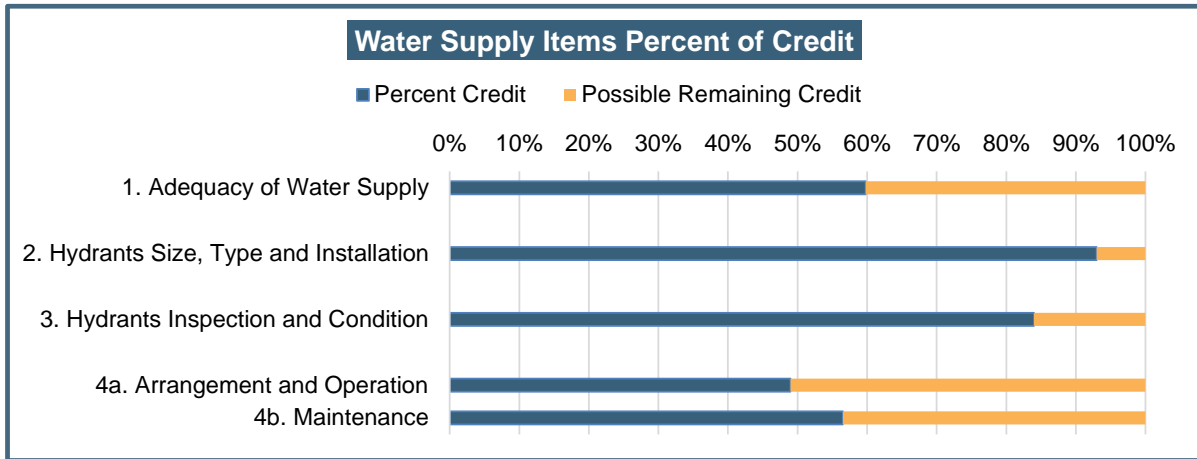 Water Supply Items Percent of Credit
Percent Credit Possible Remaining Credit
0% 10% 20% 30% 40% 50% 60% 70% 80% 90% 100%
1. Adequacy of Water Supply
2. Hydrants Size, Type and Installation
3. Hydrants Inspection and Condition
4a. Arrangement and Operation
4b. Maintenance